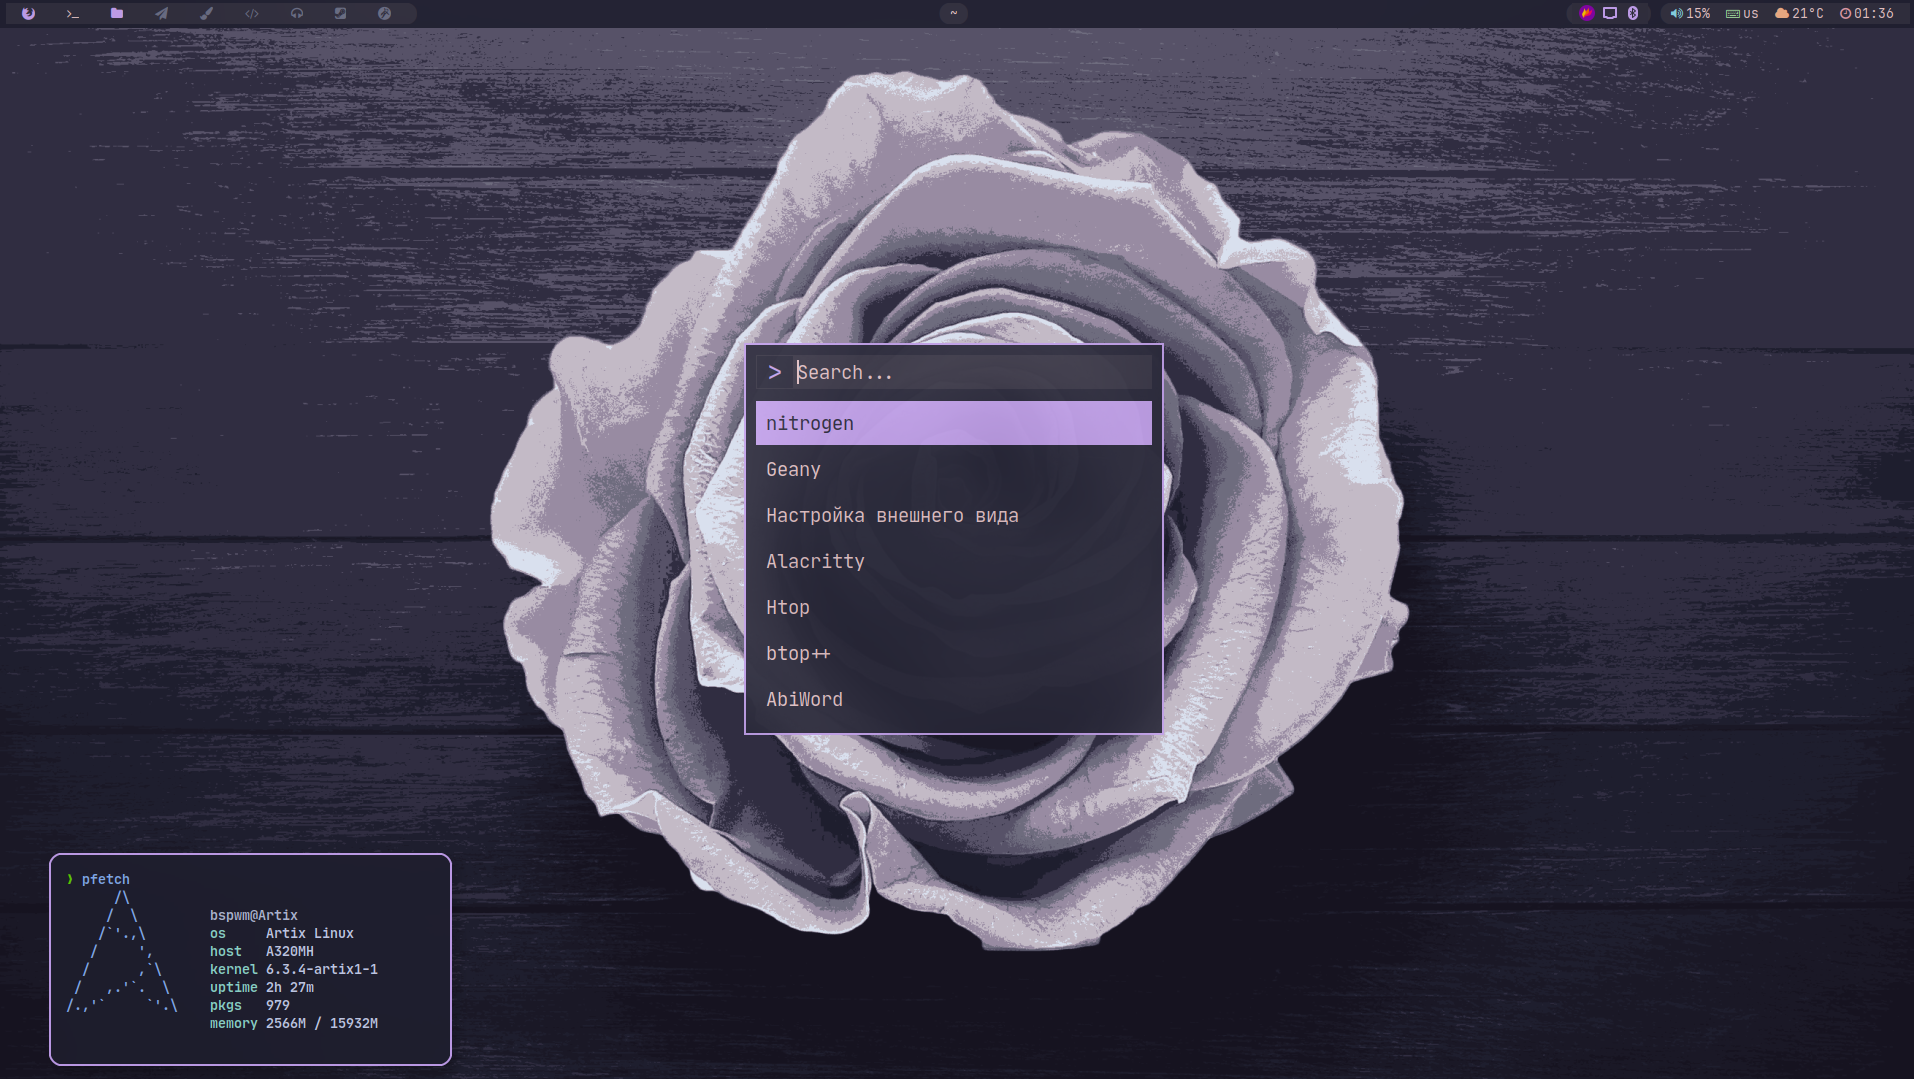 ~
15%
US
21°C
01:36
> Search...
nitrogen
Geany
Настройка внешнего вида
Alacritty
Htop
btop++
AbiWord
❯ pfetch
bspwm@Artix
os Artix Linux
host A320MH
kernel 6.3.4-artix1-1
uptime 2h 27m
pkgs 979
memory 2566M / 15932M